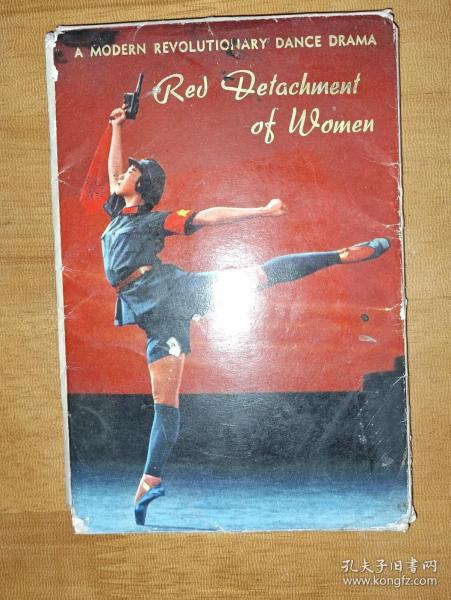 A MODERN REVOLUTIONARY DANCE DRAMA
Red Detachment
of Women
孔夫子旧书网
www.kongfz.com